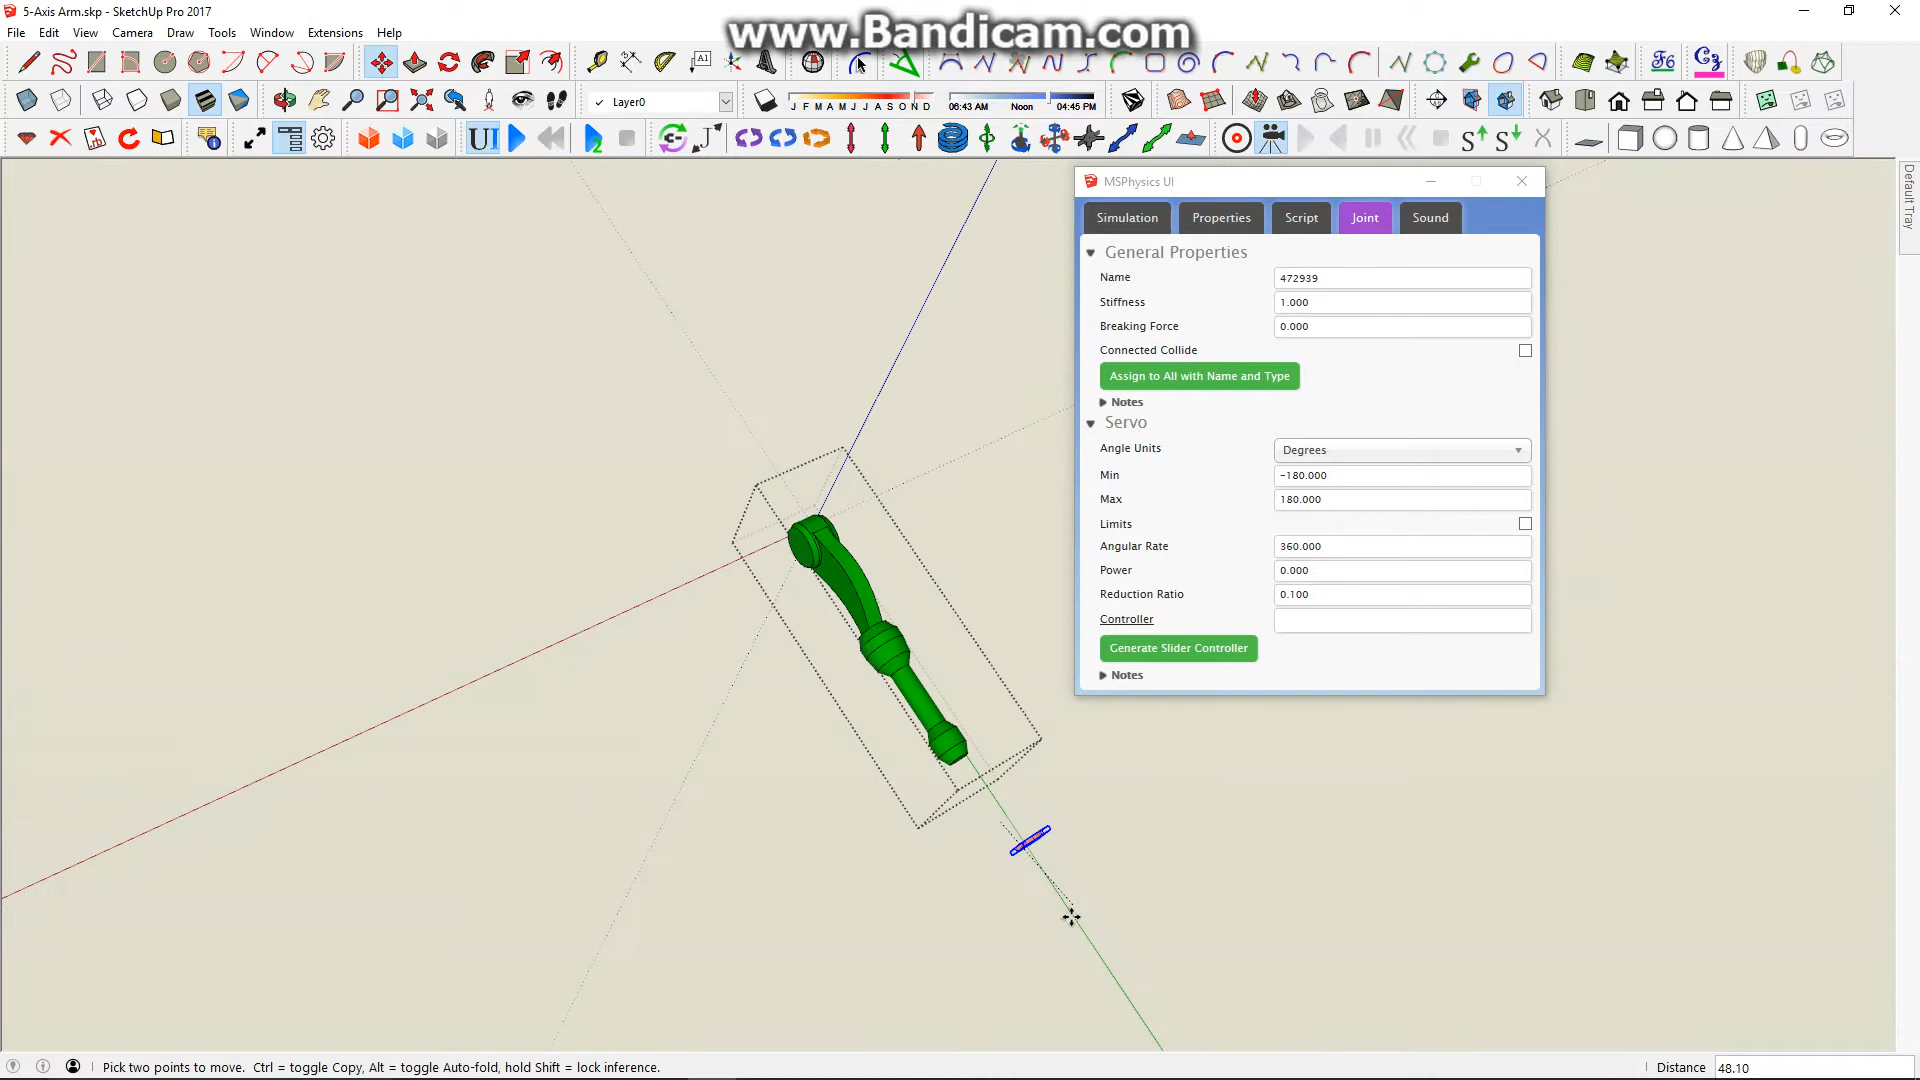 5-Axis Arm.skp - SketchUp Pro 2017
www.Bandicam.com
File Edit View Camera Draw Tools Window Extensions Help
A1
F6
Layer0
J F M A M J J A S O N D
06:43 AM Noon 04:45 PM
UI
2
Default Tray
MSPhysics UI
Simulation Properties Script Joint Sound
General Properties
Name 472939
Stiffness 1.000
Breaking Force 0.000
Connected Collide
Assign to All with Name and Type
Notes
Servo
Angle Units Degrees
Min -180.000
Max 180.000
Limits
Angular Rate 360.000
Power 0.000
Reduction Ratio 0.100
Controller
Generate Slider Controller
Notes
Pick two points to move. Ctrl = toggle Copy, Alt = toggle Auto-fold, hold Shift = lock inference.
Distance 48.10